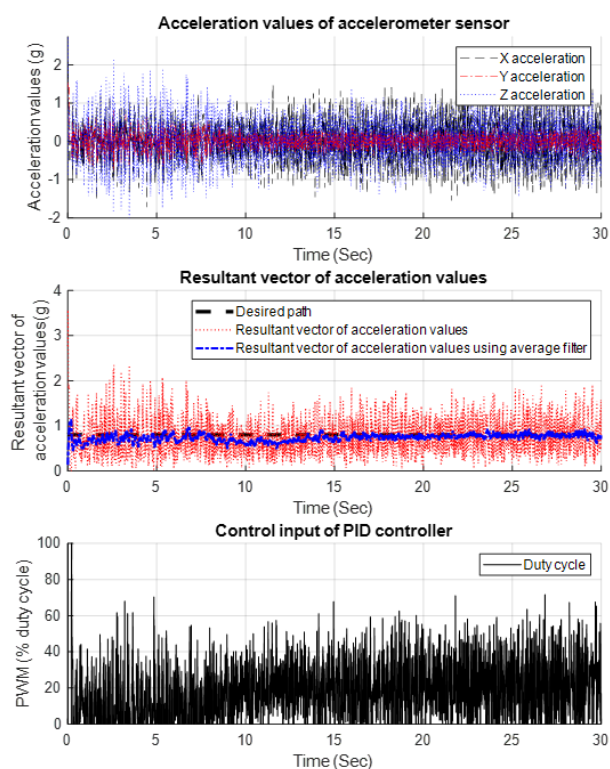 Acceleration values of accelerometer sensor
Acceleration values (g)
2
1
0
-1
-2
X acceleration
Y acceleration
Z acceleration
0 5 10 15 20 25 30
Time (Sec)
Resultant vector of acceleration values
Resultant vector of
acceleration values(g)
4
3
2
1
0
Desired path
Resultant vector of acceleration values
Resultant vector of acceleration values using average filter
0 5 10 15 20 25 30
Time (Sec)
Control input of PID controller
PWM (% duty cycle)
100
80
60
40
20
0
Duty cycle
0 5 10 15 20 25 30
Time (Sec)